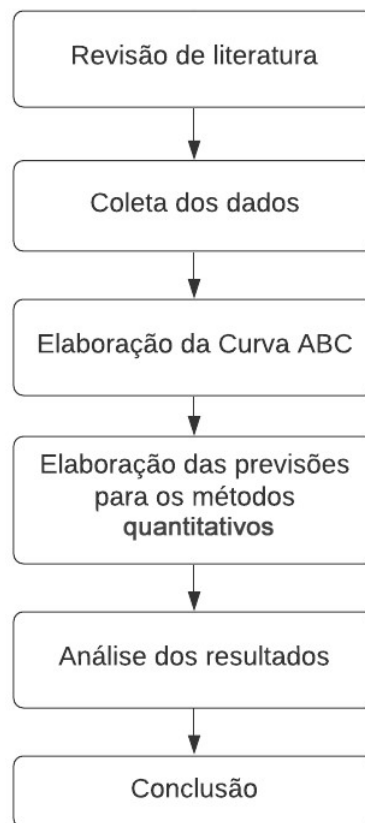 Revisão de literatura
Coleta dos dados
Elaboração da Curva ABC
Elaboração das previsões
para os métodos
quantitativos
Análise dos resultados
Conclusão